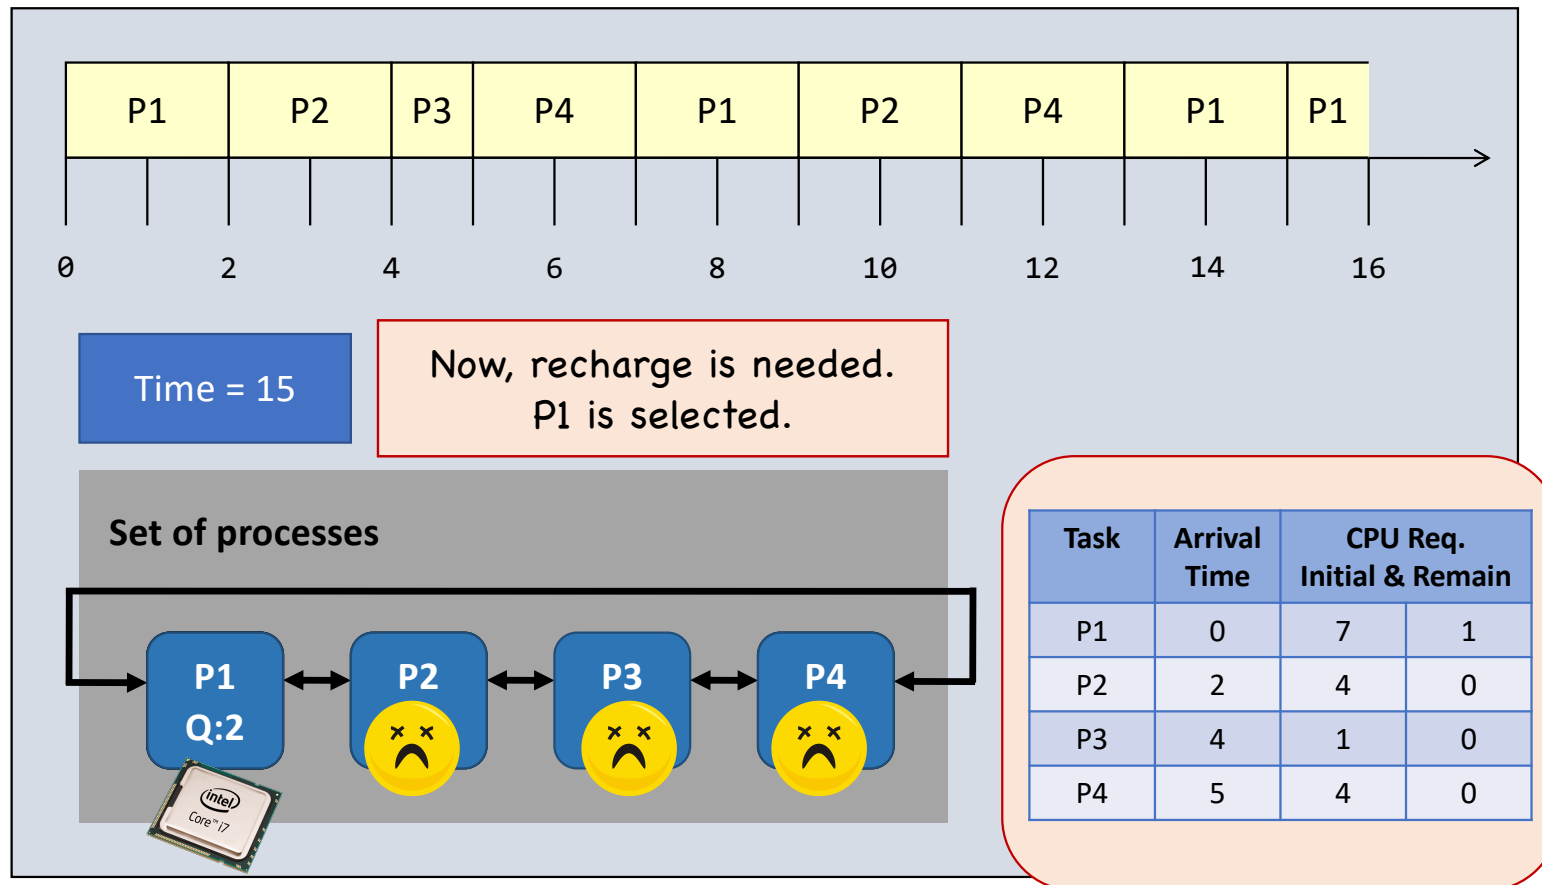 P1 P2 P3 P4 P1 P2 P4 P1 P1
0 2 4 6 8 10 12 14 16
Time = 15
Now, recharge is needed.
P1 is selected.
Set of processes
P1 P2 P3 P4
Q:2
intel
Core™ i7
Task Arrival Time CPU Req. Initial & Remain
P1 0 7 1
P2 2 4 0
P3 4 1 0
P4 5 4 0